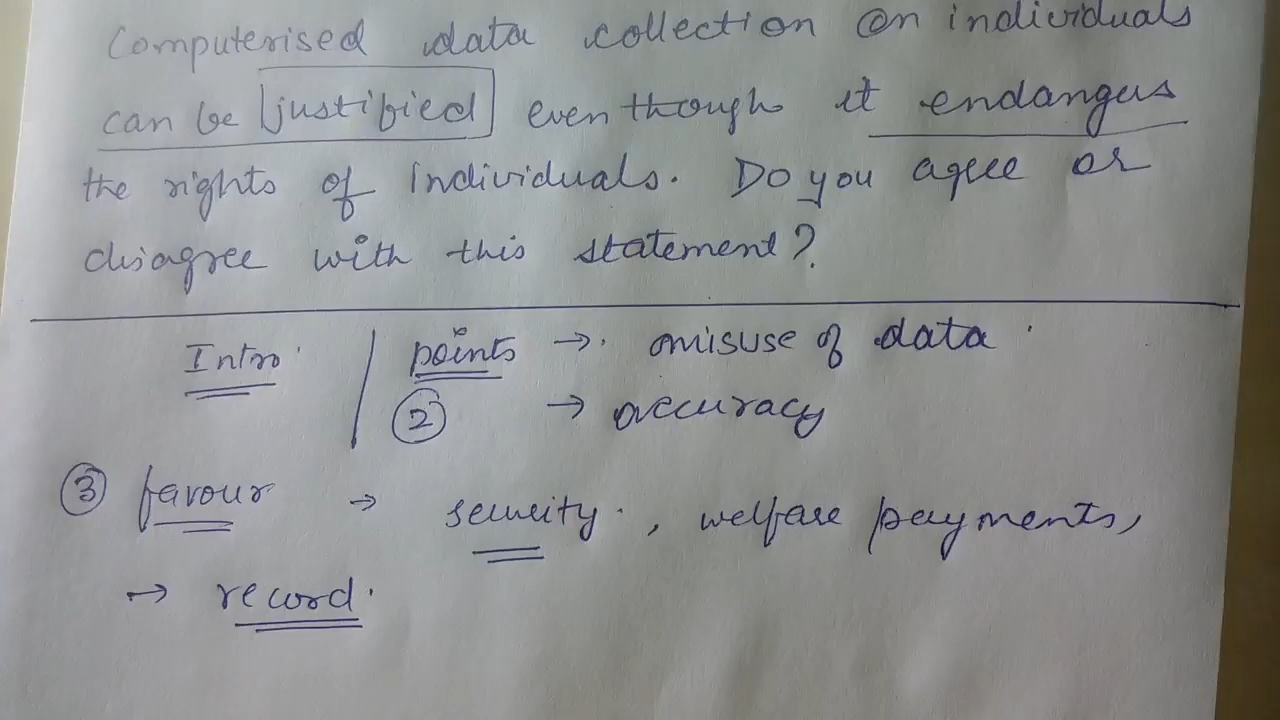 Computerised data collection on individuals
can be justified even though it endangers
the rights of individuals. Do you agree or
disagree with this statement?
Intro. points → misuse of data.
② → accuracy
③ favour → security., welfare payments,
→ record.